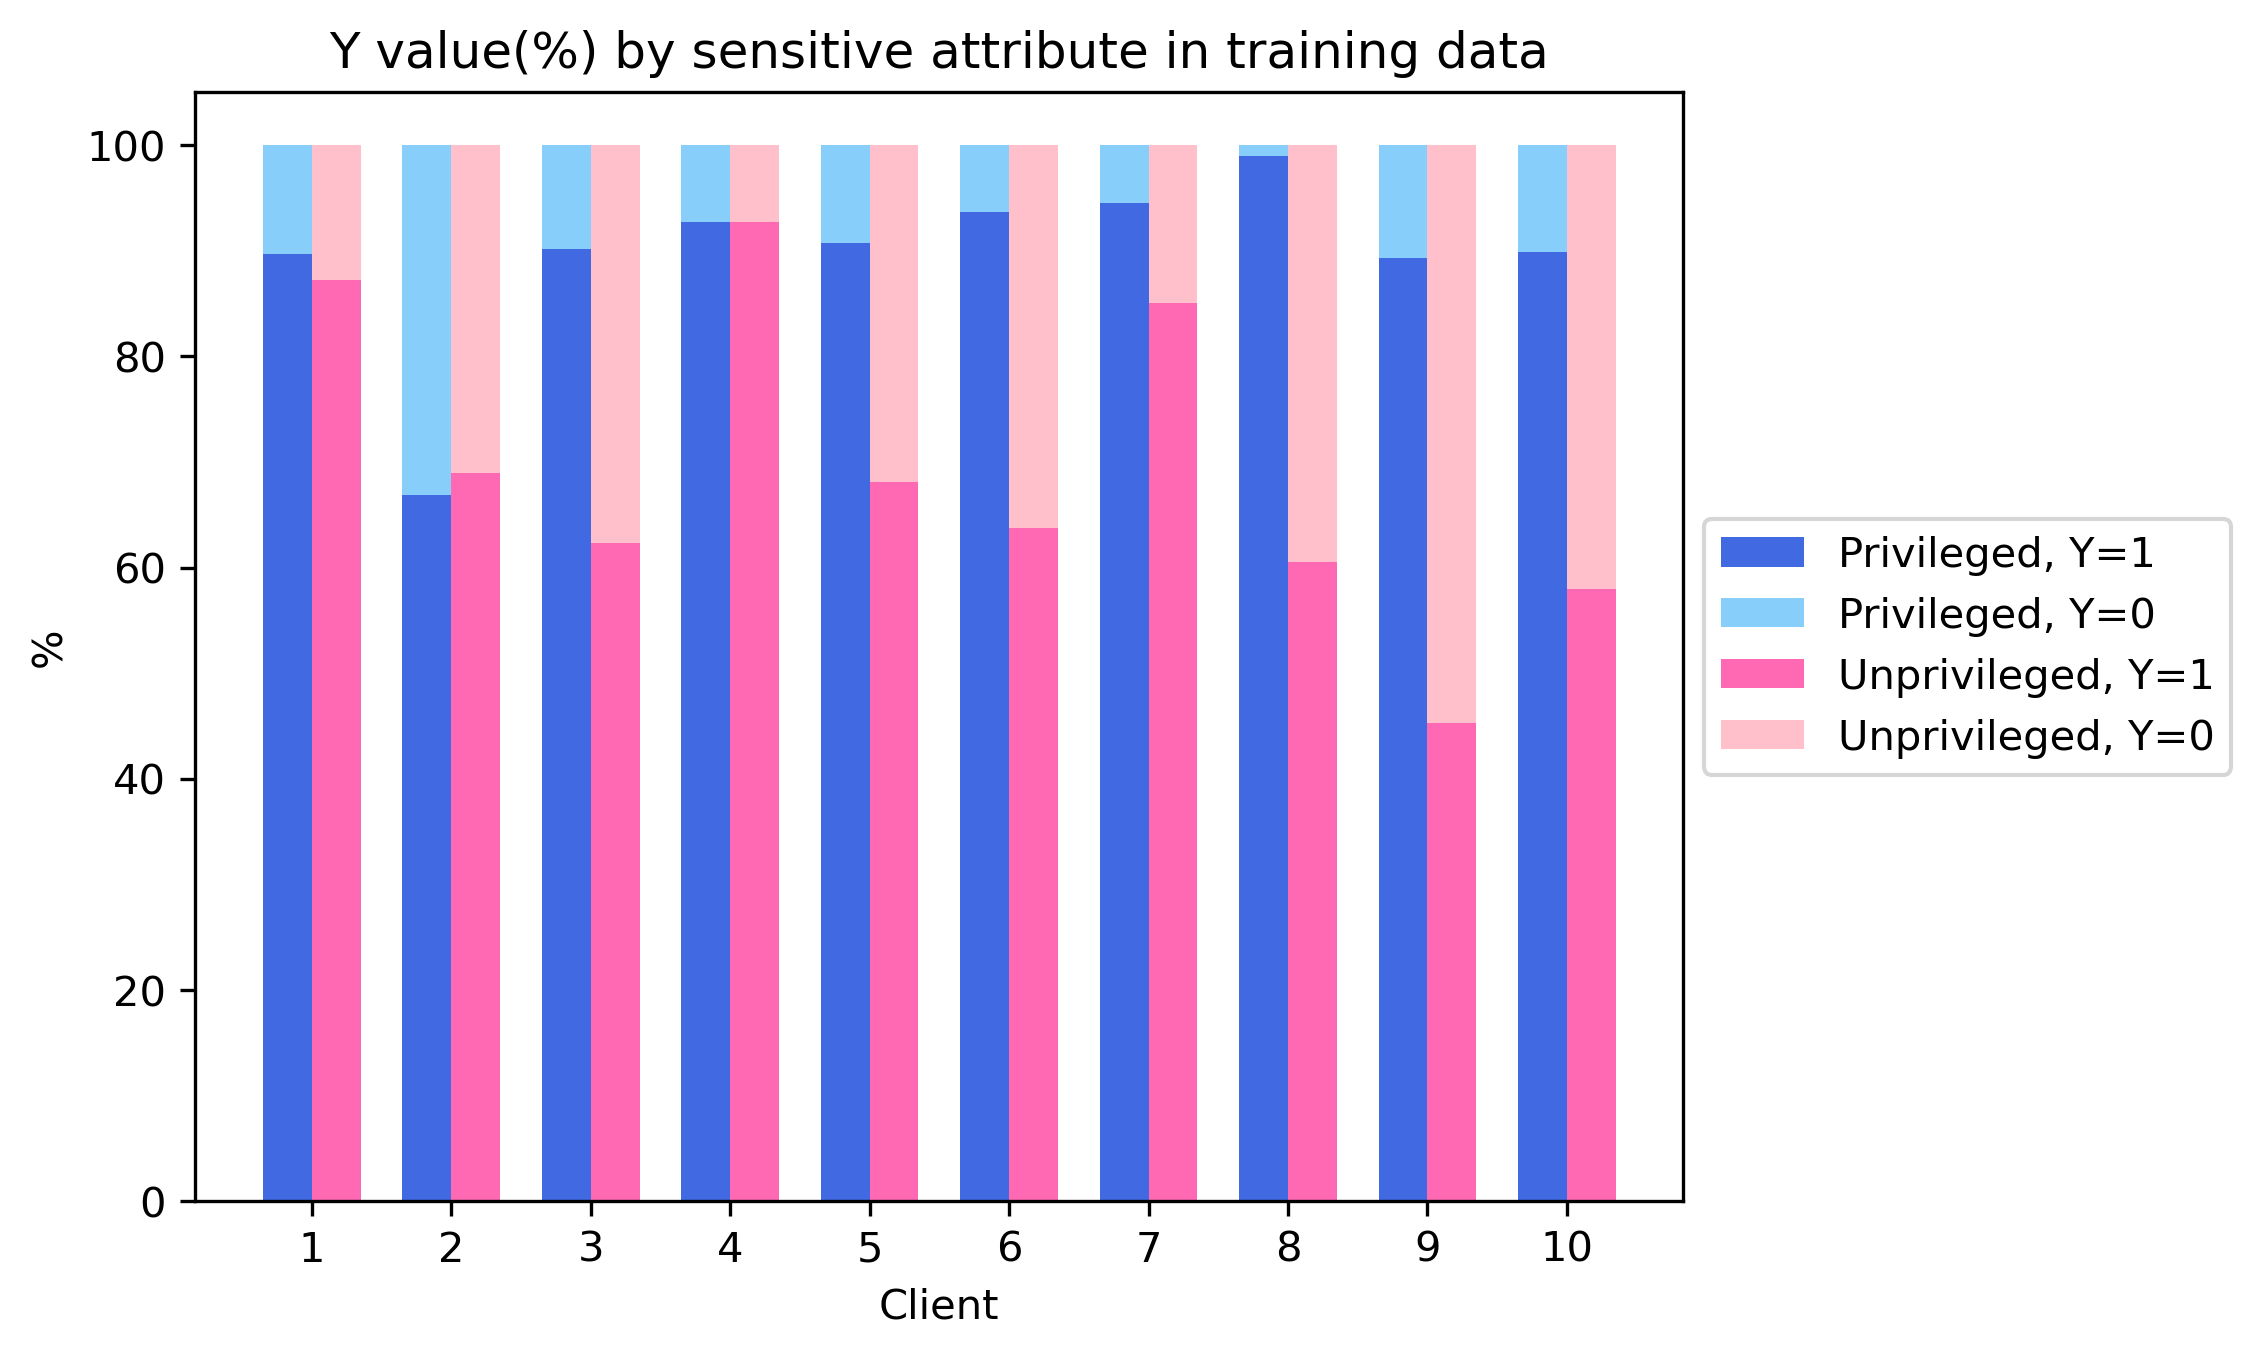 Y value(%) by sensitive attribute in training data
100
80
60
40
20
0
%
1 2 3 4 5 6 7 8 9 10
Client
Privileged, Y=1
Privileged, Y=0
Unprivileged, Y=1
Unprivileged, Y=0